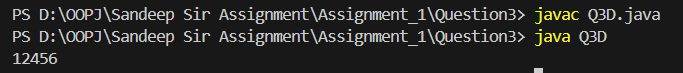 PS D:\OOPJ\Sandeep Sir Assignment\Assignment_1\Question3> javac Q3D.java
PS D:\OOPJ\Sandeep Sir Assignment\Assignment_1\Question3> java Q3D
12456